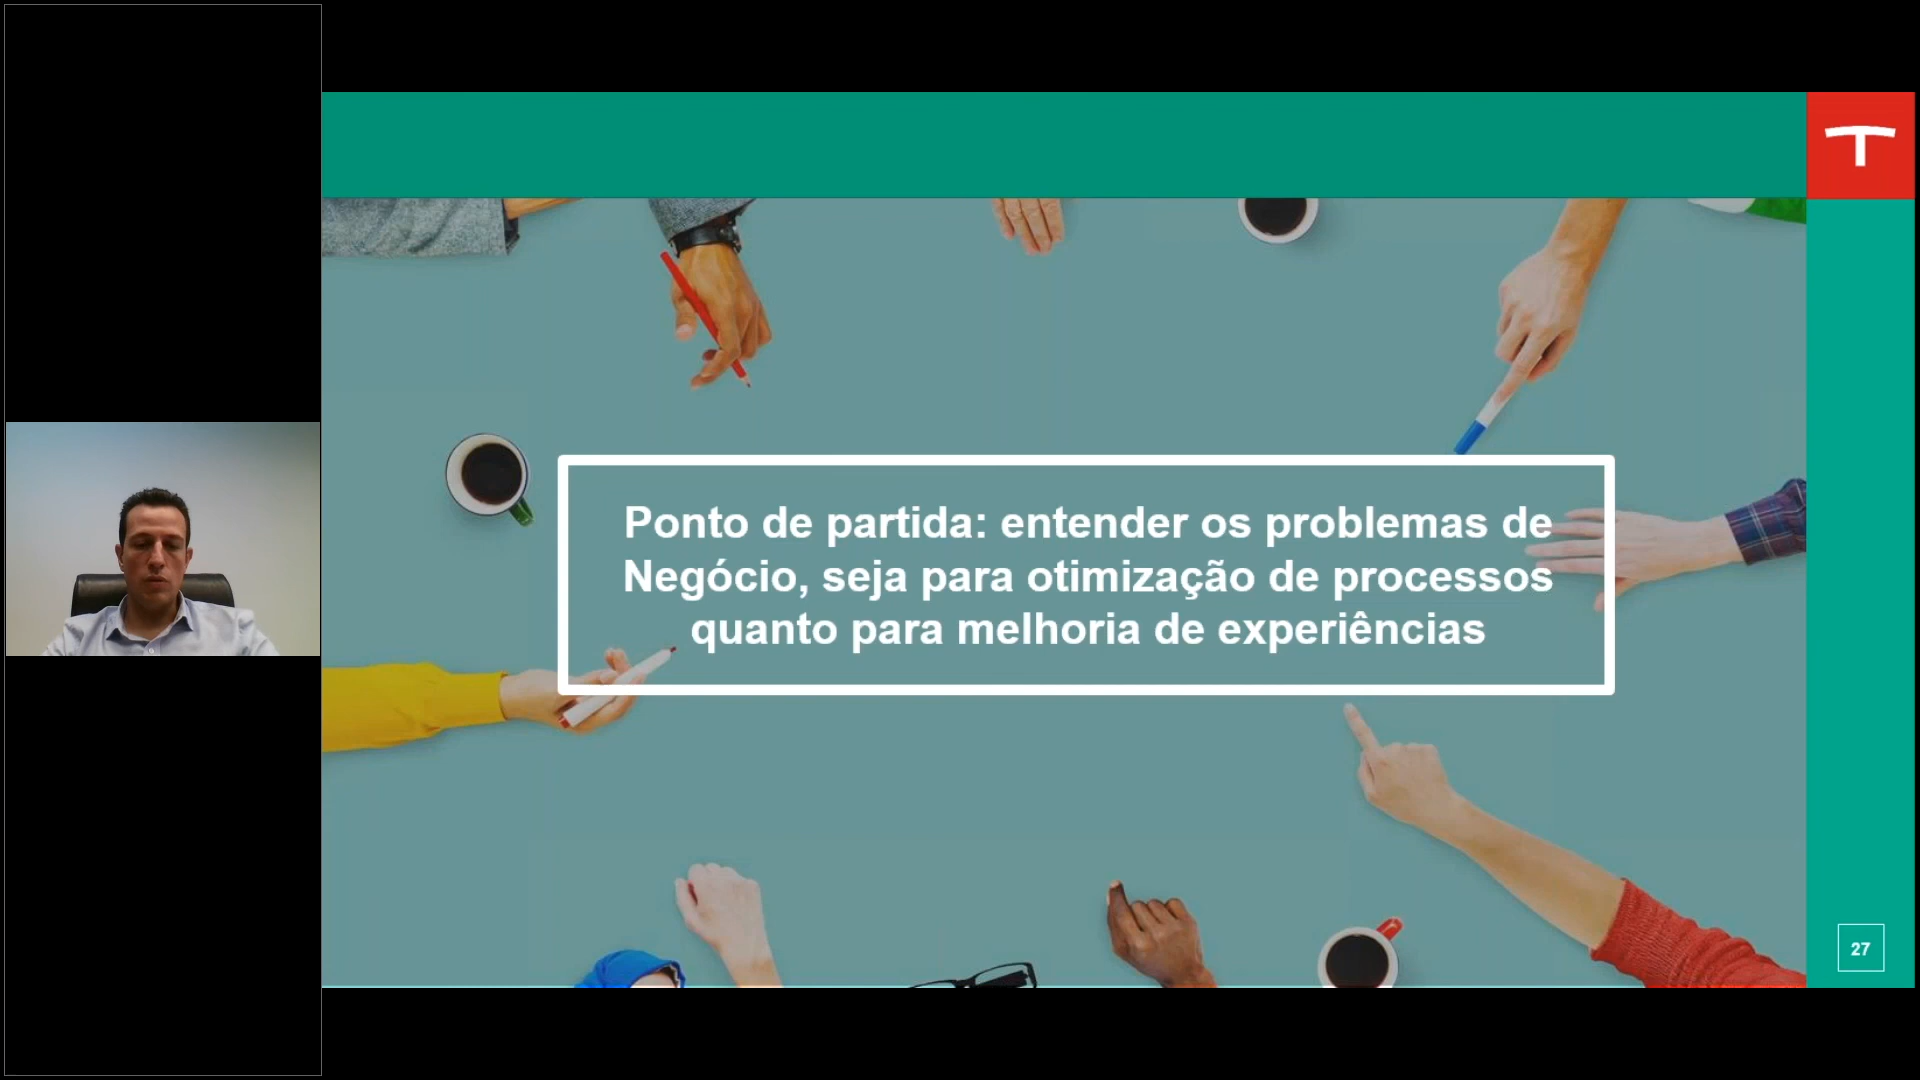 T
Ponto de partida: entender os problemas de
Negócio, seja para otimização de processos
quanto para melhoria de experiências
27